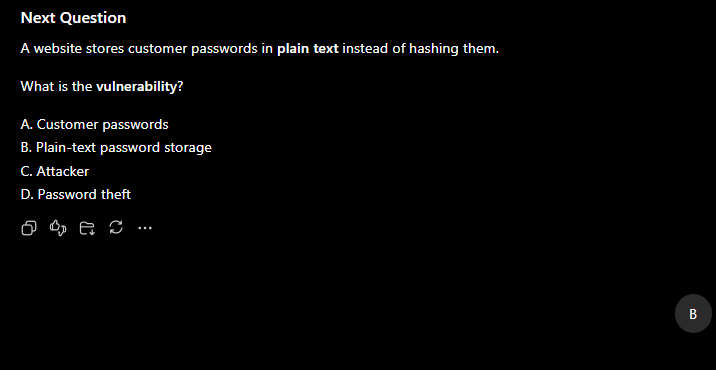 Next Question
A website stores customer passwords in plain text instead of hashing them.
What is the vulnerability?
A. Customer passwords
B. Plain-text password storage
C. Attacker
D. Password theft
B